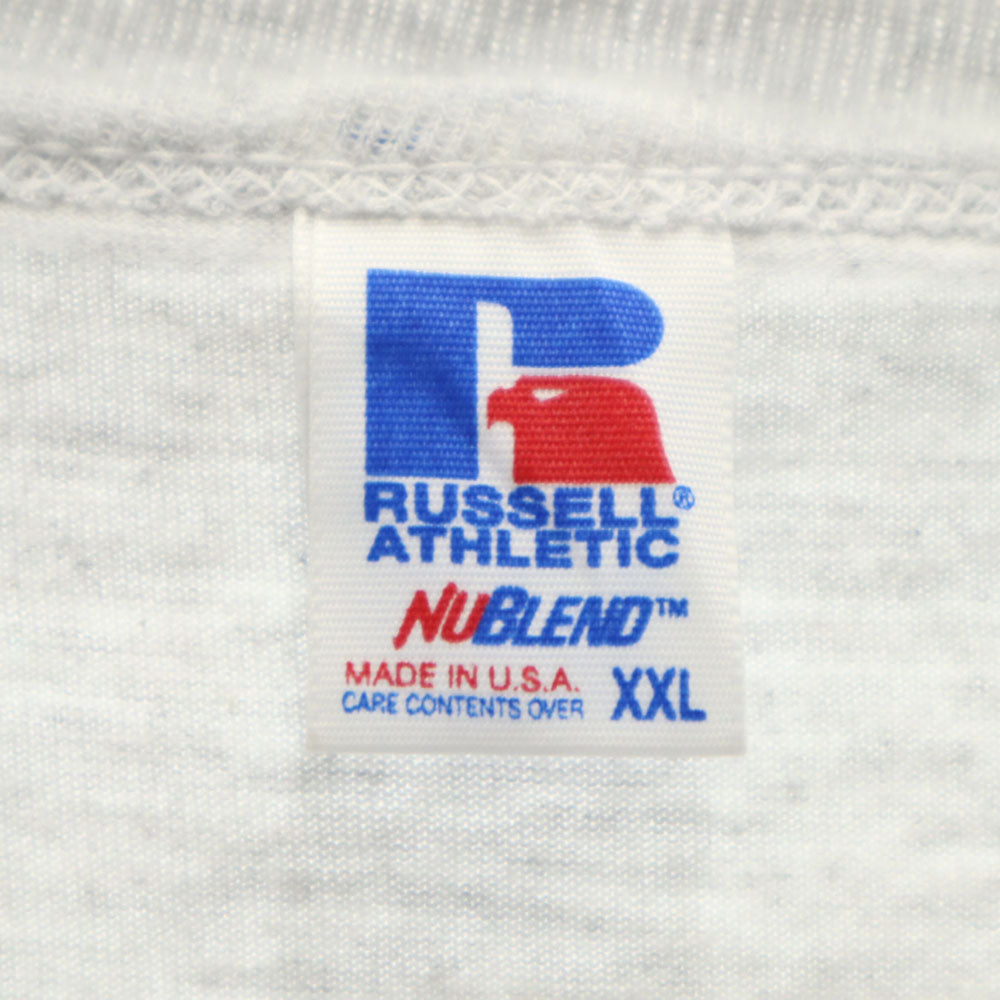 RUSSELL®
ATHLETIC
NUBLEND™
MADE IN U.S.A.
CARE CONTENTS OVER XXL